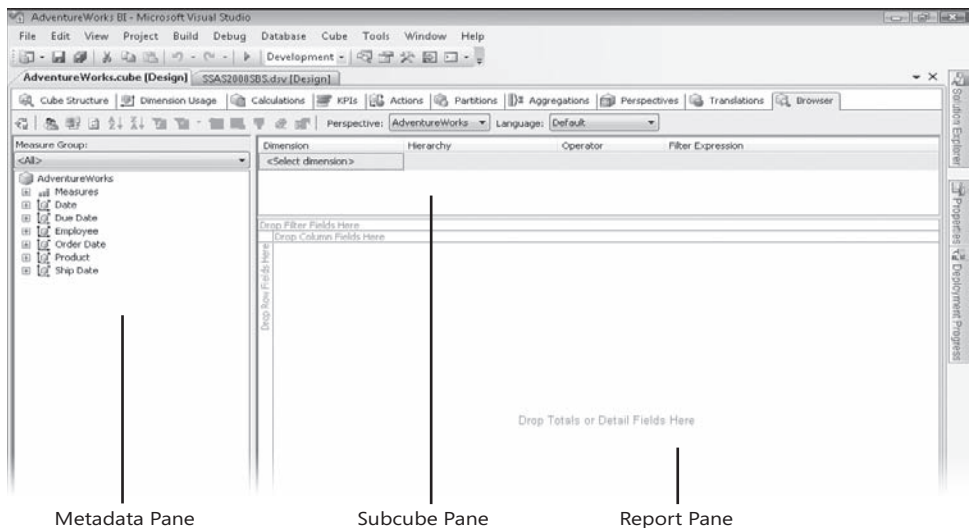 AdventureWorks BI - Microsoft Visual Studio
File Edit View Project Build Debug Database Cube Tools Window Help
Development
AdventureWorks.cube [Design] SSAS2008SBS.dsv [Design]
Cube Structure Dimension Usage Calculations KPIs Actions Partitions Aggregations Perspectives Translations Browser
Perspective: AdventureWorks Language: Default
Measure Group:
<All>
AdventureWorks
Measures
Date
Due Date
Employee
Order Date
Product
Ship Date
Dimension Hierarchy Operator Filter Expression
<Select dimension>
Drop Filter Fields Here
Drop Column Fields Here
Drop Row Fields Here
Drop Totals or Detail Fields Here
Solution Explorer
Properties
Deployment Progress
Metadata Pane Subcube Pane Report Pane